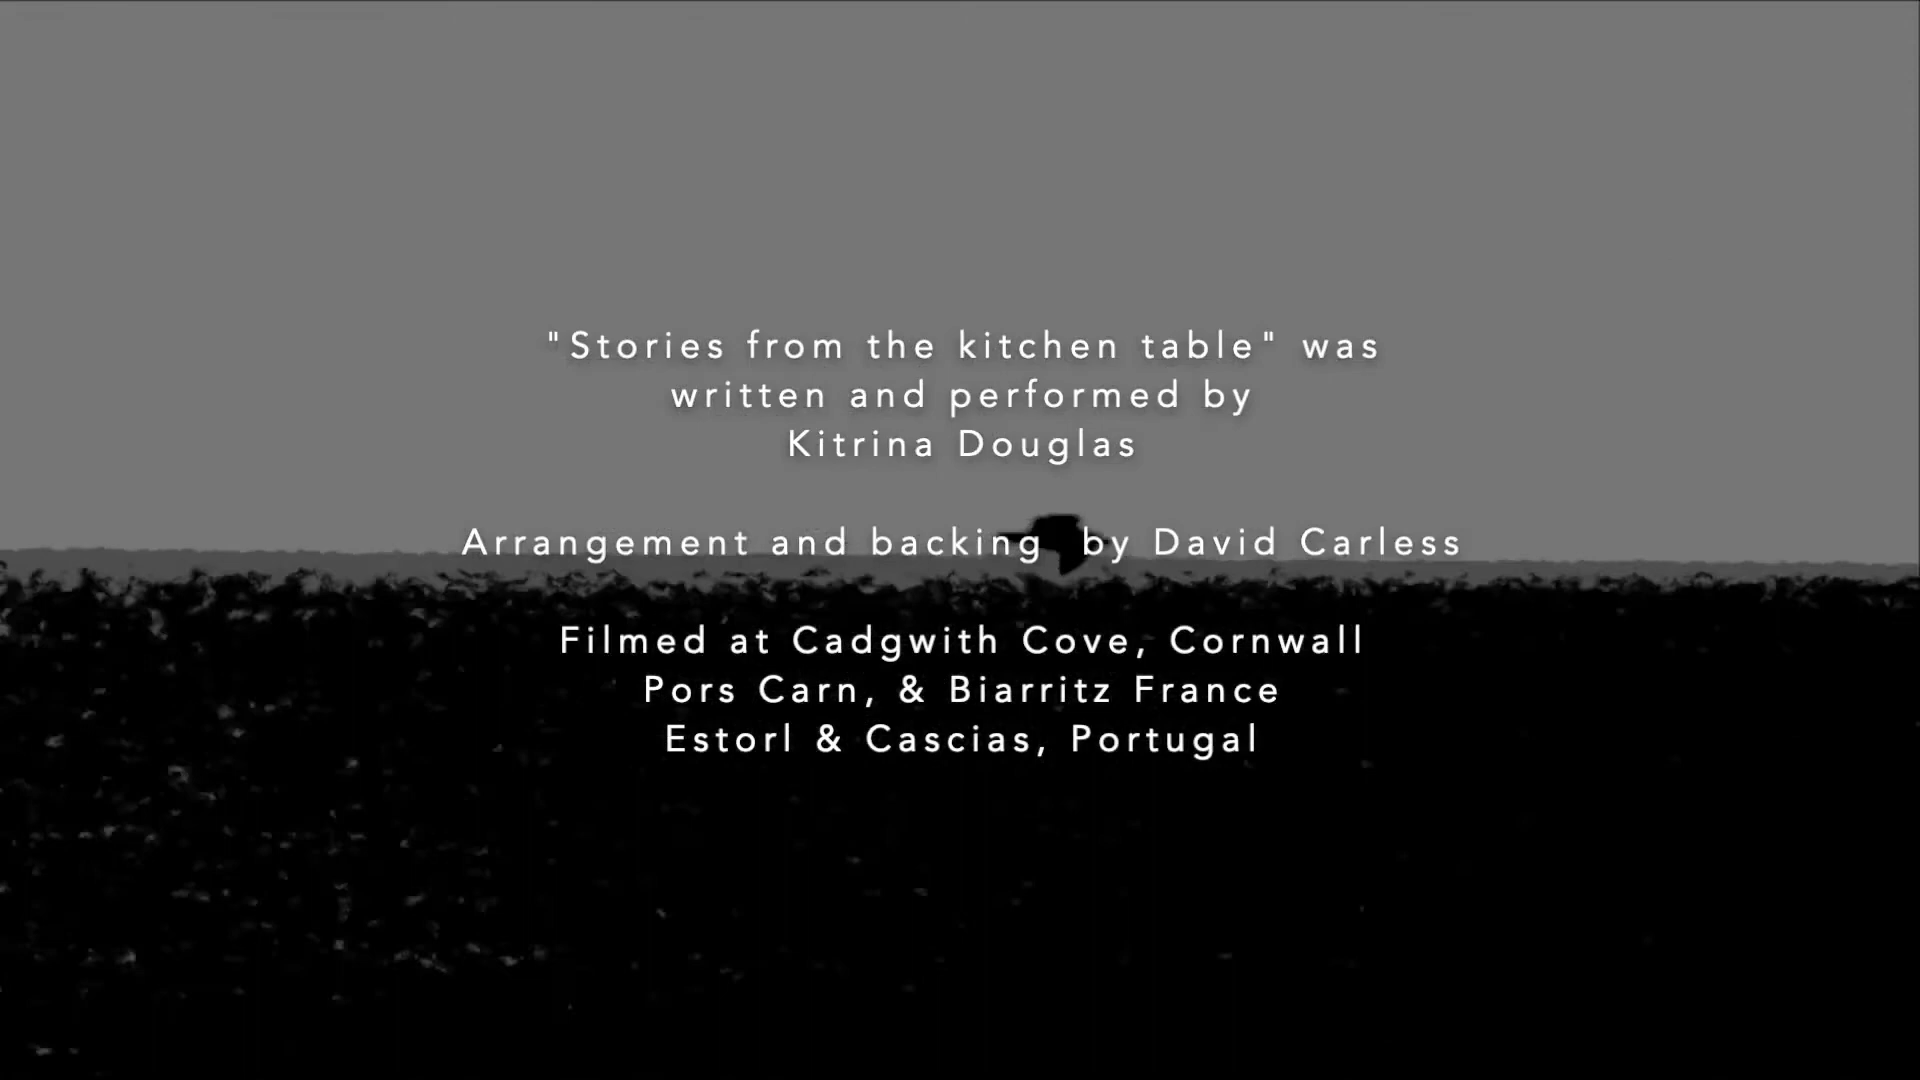 "Stories from the kitchen table" was
written and performed by
Kitrina Douglas
Arrangement and backing by David Carless
Filmed at Cadgwith Cove, Cornwall
Pors Carn, & Biarritz France
Estorl & Cascias, Portugal